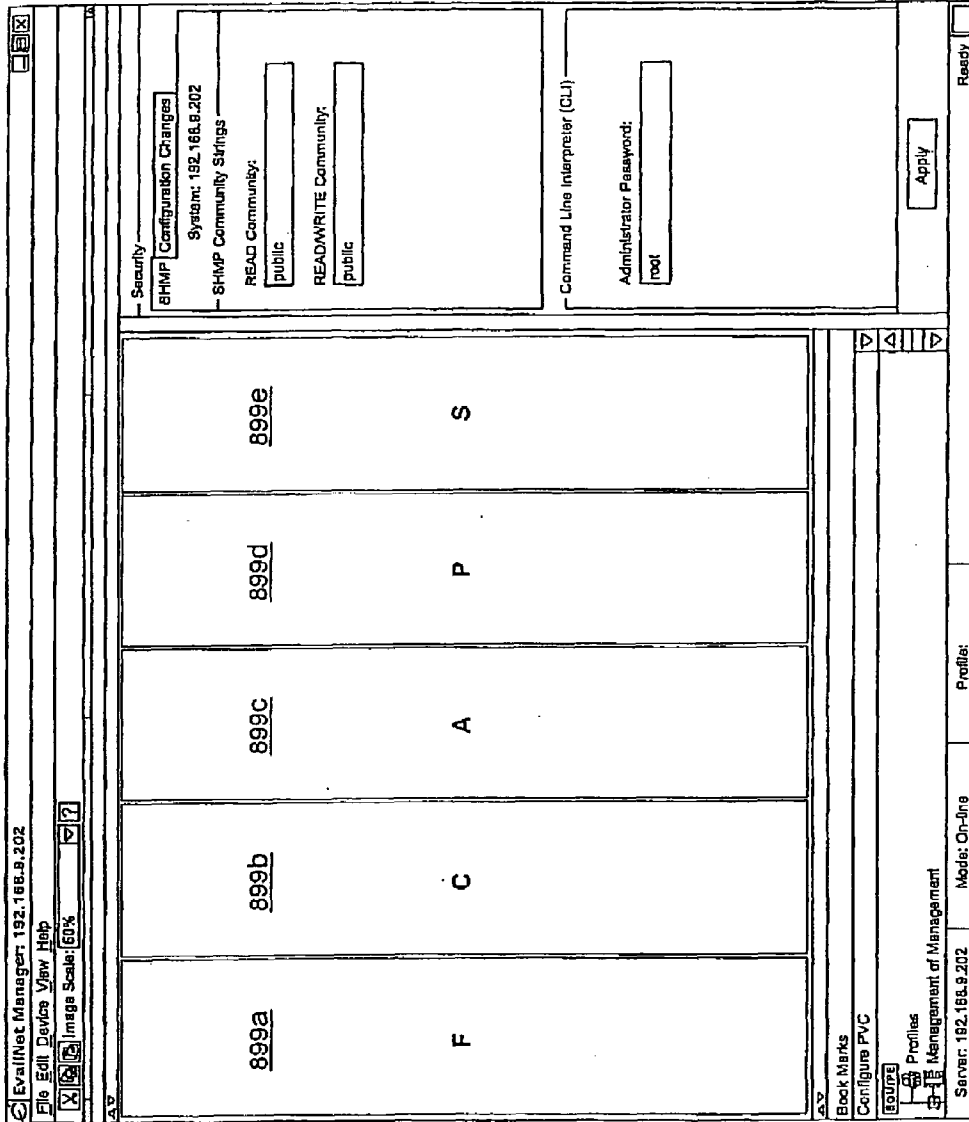 EvaliNet Manager: 192.168.9.202
File Edit Device View Help
Image Scale: 60%
?
899a
899b
899c
899d
899e
F
C
A
P
S
Security
SHMP
Configuration Changes
System: 192.168.9.202
SHMP Community Strings
READ Community:
public
READ/WRITE Community:
public
Command Line Interpreter (CLI)
Administrator Password:
root
Apply
Book Marks
Configure PVC
Profiles
Management of Management
Server: 192.168.9.202
Mode: On-line
Profile:
Ready